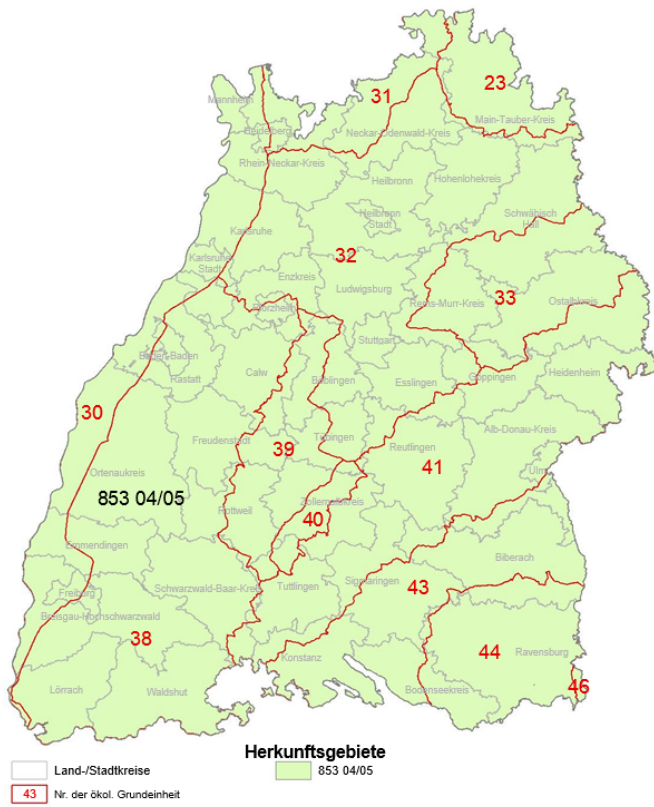 23
31
Main-Tauber-Kreis
Mannheim
Heidelberg
Neckar-Odenwald-Kreis
Rhein-Neckar-Kreis
Heilbronn
Hohenlohekreis
Schwäbisch
Hall
Heilbronn
Stadt
Karlsruhe
32
Karlsruhe
Stadt
Enzkreis
Ludwigsburg
Rems-Murr-Kreis
33
Ostalbkreis
Pforzheim
Stuttgart
Baden-Baden
Rastatt
Calw
Böblingen
Esslingen
Göppingen
Heidenheim
30
Freudenstadt
39
Tübingen
Reutlingen
Alb-Donau-Kreis
41
Ulm
Ortenaukreis
853 04/05
Rottweil
Zollernalbkreis
40
Emmendingen
Biberach
Freiburg
Schwarzwald-Baar-Kreis
Tuttlingen
Sigmaringen
43
Breisgau-Hochschwarzwald
38
Konstanz
44
Ravensburg
46
Lörrach
Waldshut
Bodenseekreis
Herkunftsgebiete
Land-/Stadtkreise
853 04/05
43
Nr. der ökol. Grundeinheit